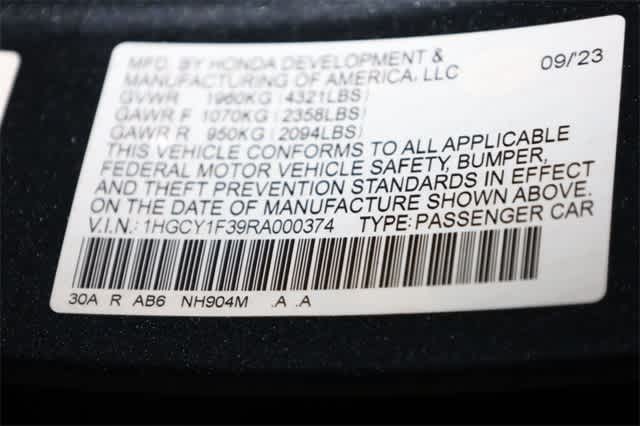 MFD. BY HONDA DEVELOPMENT &
MANUFACTURING OF AMERICA, LLC 09/'23
GVWR 1960KG (4321LBS)
GAWR F 1070KG (2358LBS)
GAWR R 950KG (2094LBS)
THIS VEHICLE CONFORMS TO ALL APPLICABLE
FEDERAL MOTOR VEHICLE SAFETY, BUMPER,
AND THEFT PREVENTION STANDARDS IN EFFECT
ON THE DATE OF MANUFACTURE SHOWN ABOVE.
V.I.N.: 1HGCY1F39RA000374 TYPE: PASSENGER CAR
30A R AB6 NH904M .A .A